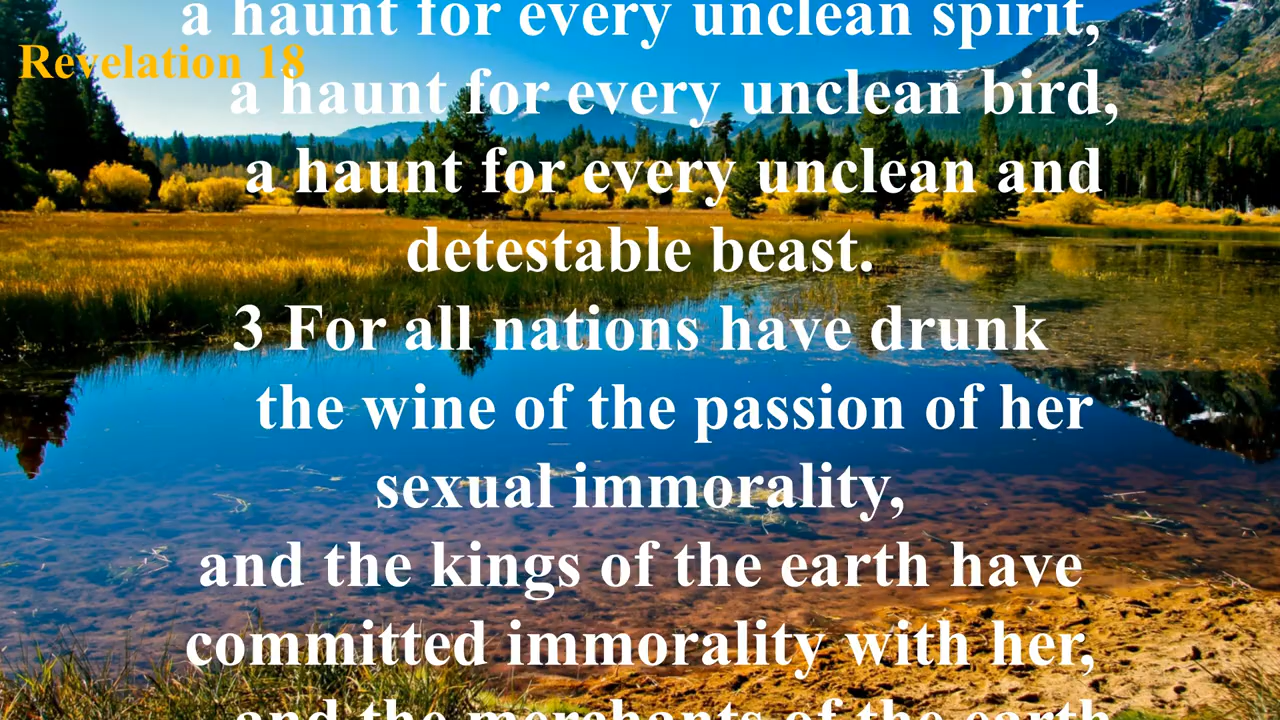 a haunt for every unclean spirit,
Revelation 18
a haunt for every unclean bird,
a haunt for every unclean and
detestable beast.
3 For all nations have drunk
the wine of the passion of her
sexual immorality,
and the kings of the earth have
committed immorality with her,
and the merchants of the earth